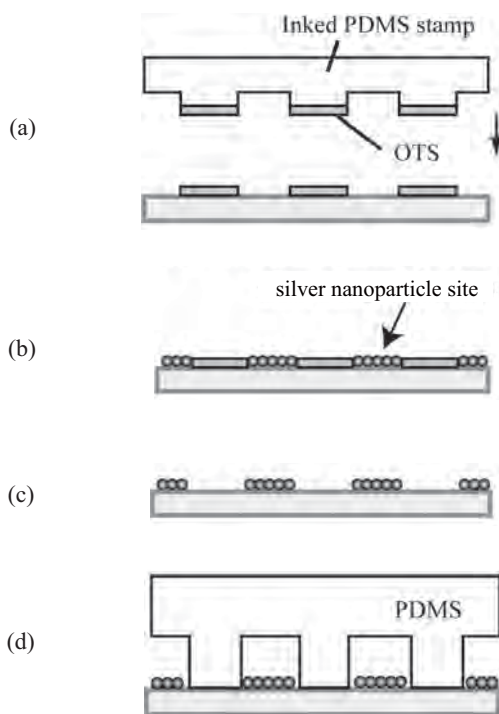 Inked PDMS stamp
(a)
OTS
silver nanoparticle site
(b)
(c)
PDMS
(d)